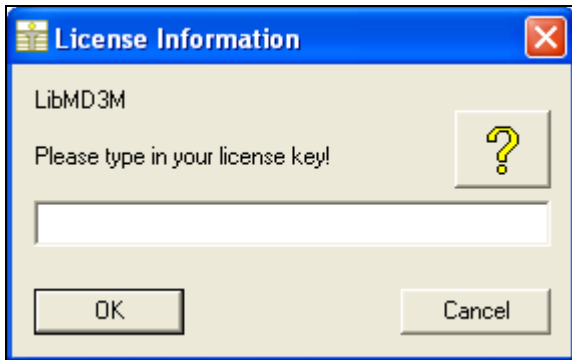 License Information
LibMD3M
Please type in your license key!
?
OK
Cancel